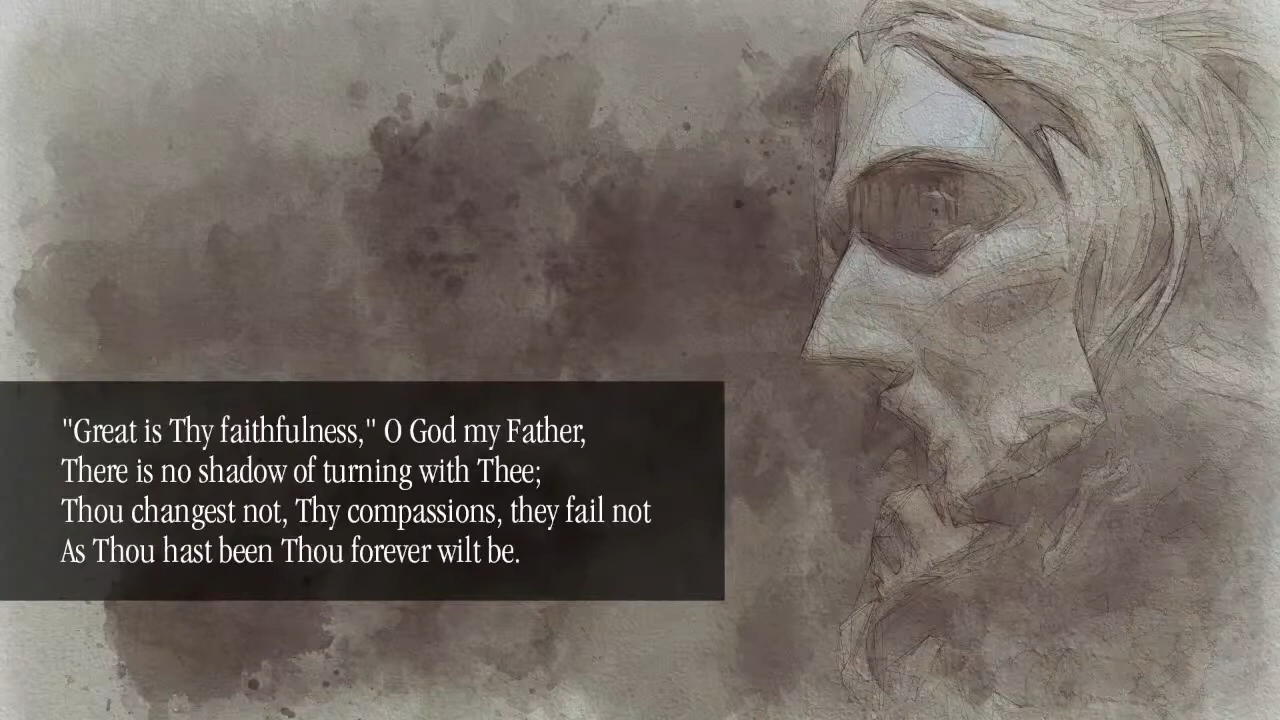 "Great is Thy faithfulness," O God my Father,
There is no shadow of turning with Thee;
Thou changest not, Thy compassions, they fail not
As Thou hast been Thou forever wilt be.